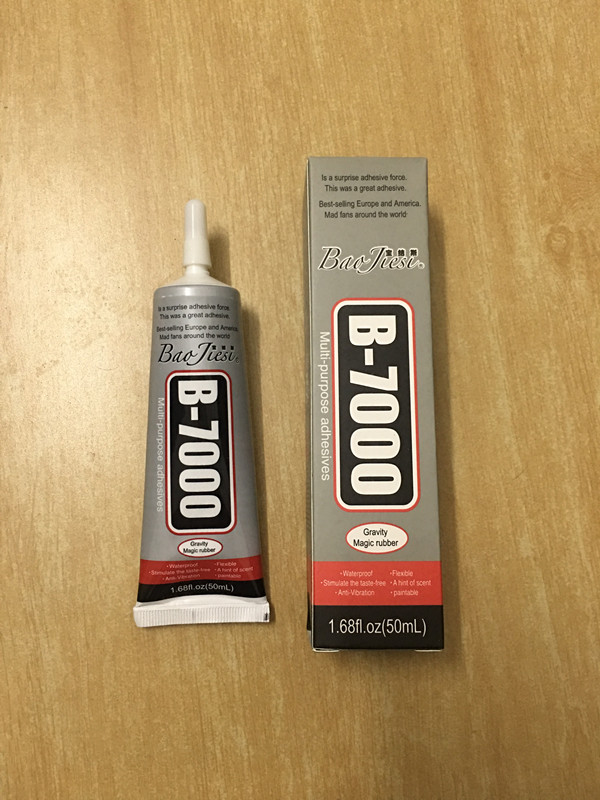 Is a surprise adhesive force.
This was a great adhesive.
Best-selling Europe and America
Mad fans around the world
BaoJiesi
B-7000
Multi-purpose adhesives
Gravity
Magic rubber
·Waterproof ·Flexible
·Stimulate the taste-free ·A hint of scent
·Anti-Vibration ·paintable
1.68fl.oz(50mL)
Is a surprise adhesive force.
This was a great adhesive.
Best-selling Europe and America.
Mad fans around the world
BaoJiesi
B-7000
Multi-purpose adhesives
Gravity
Magic rubber
·Waterproof ·Flexible
·Stimulate the taste-free ·A hint of scent
·Anti-Vibration ·paintable
1.68fl.oz(50mL)